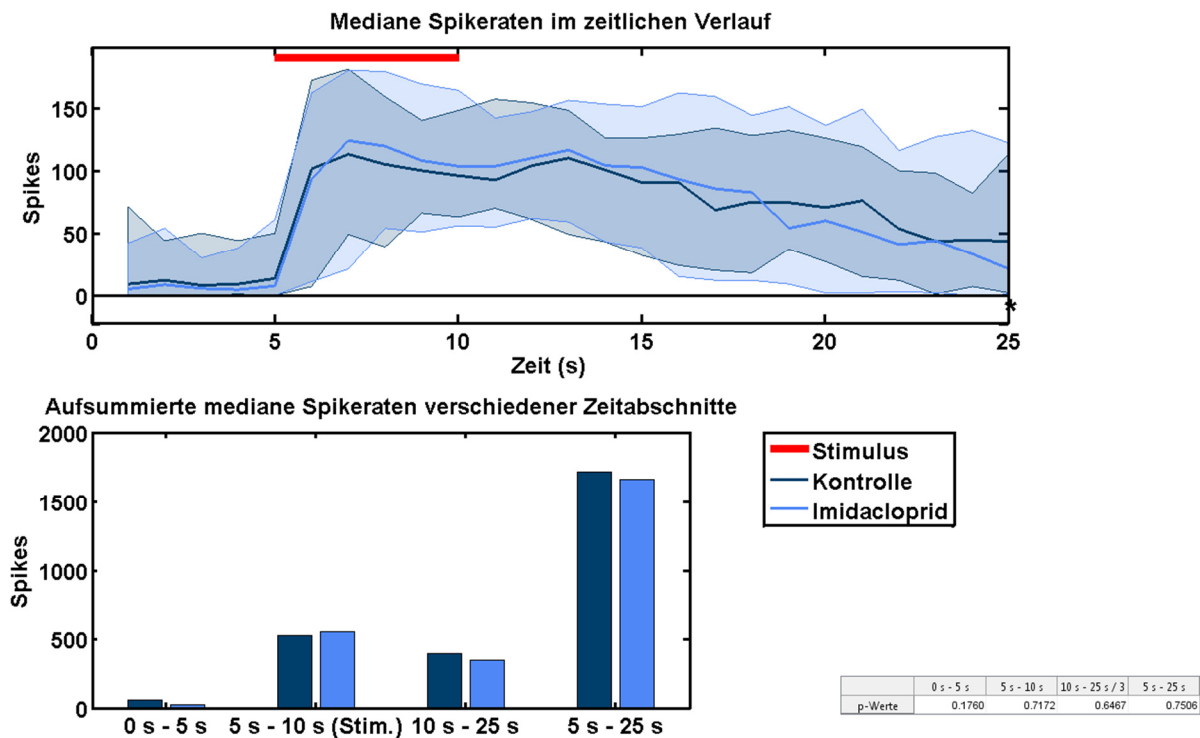 Mediane Spikeraten im zeitlichen Verlauf
Spikes
150
100
50
0
*
0 5 10 15 20 25
Zeit (s)
Aufsummierte mediane Spikeraten verschiedener Zeitabschnitte
Spikes
2000
1500
1000
500
0
0 s - 5 s 5 s - 10 s (Stim.) 10 s - 25 s 5 s - 25 s
Stimulus
Kontrolle
Imidacloprid
0 s - 5 s 5 s - 10 s 10 s - 25 s / 3 5 s - 25 s
p-Werte 0.1760 0.7172 0.6467 0.7506